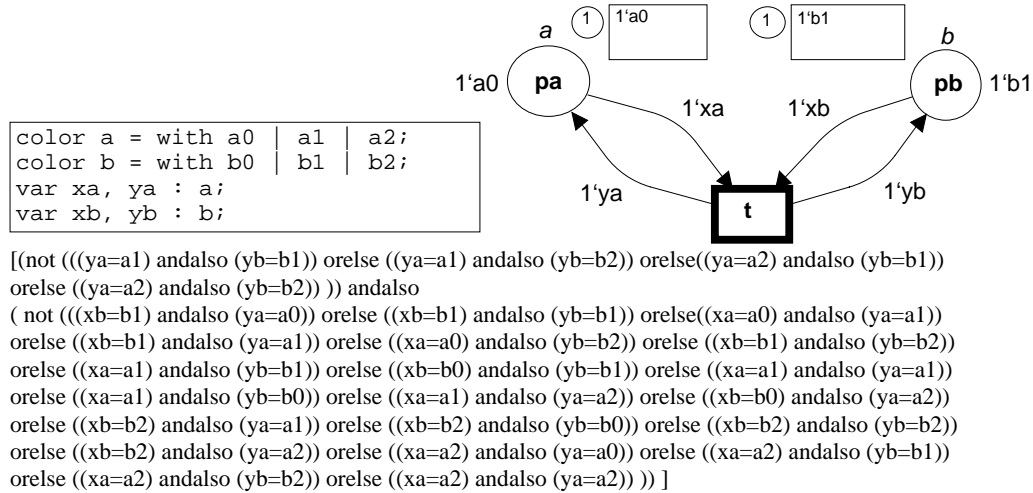 a
1
1‘a0
1
1‘b1
b
1‘a0
pa
pb
1‘b1
1‘xa
1‘xb
1‘ya
t
1‘yb
color a = with a0 | a1 | a2;
color b = with b0 | b1 | b2;
var xa, ya : a;
var xb, yb : b;
[(not (((ya=a1) andalso (yb=b1)) orelse ((ya=a1) andalso (yb=b2)) orelse((ya=a2) andalso (yb=b1))
orelse ((ya=a2) andalso (yb=b2)) )) andalso
( not (((xb=b1) andalso (ya=a0)) orelse ((xb=b1) andalso (yb=b1)) orelse((xa=a0) andalso (ya=a1))
orelse ((xb=b1) andalso (ya=a1)) orelse ((xa=a0) andalso (yb=b2)) orelse ((xb=b1) andalso (yb=b2))
orelse ((xa=a1) andalso (yb=b1)) orelse ((xb=b0) andalso (yb=b1)) orelse ((xa=a1) andalso (ya=a1))
orelse ((xa=a1) andalso (yb=b0)) orelse ((xa=a1) andalso (ya=a2)) orelse ((xb=b0) andalso (ya=a2))
orelse ((xb=b2) andalso (ya=a1)) orelse ((xb=b2) andalso (yb=b0)) orelse ((xb=b2) andalso (yb=b2))
orelse ((xb=b2) andalso (ya=a2)) orelse ((xa=a2) andalso (ya=a0)) orelse ((xa=a2) andalso (yb=b1))
orelse ((xa=a2) andalso (yb=b2)) orelse ((xa=a2) andalso (ya=a2)) )) ]